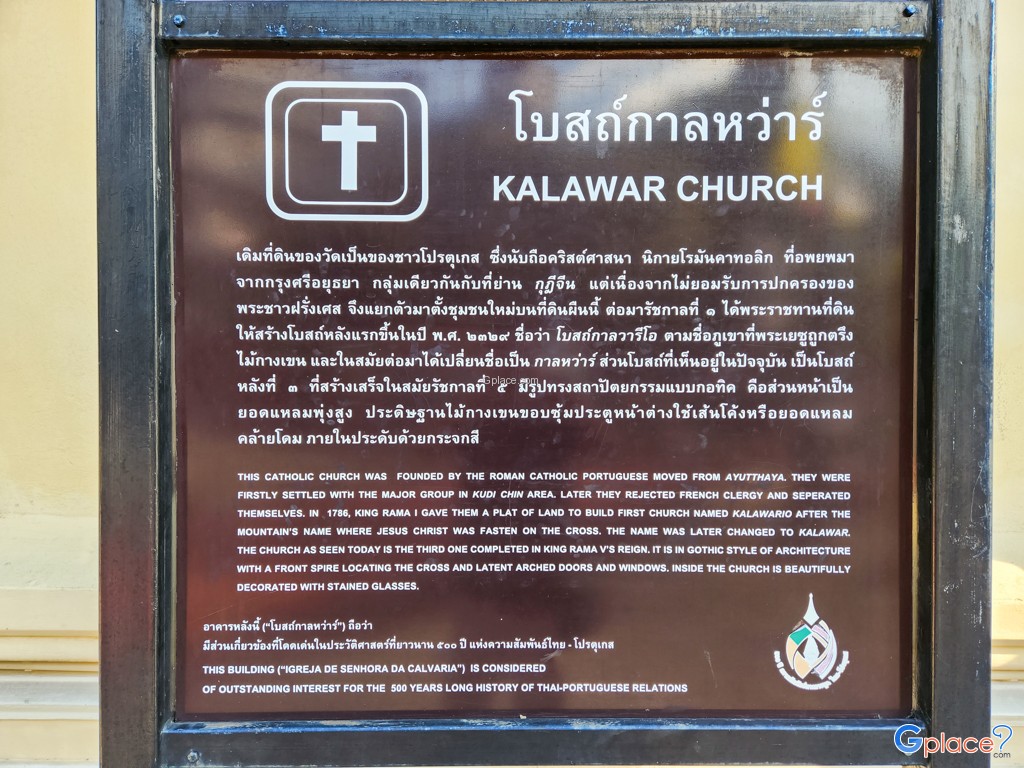 โบสถ์กาลหว่าร์
KALAWAR CHURCH
เดิมที่ดินของวัดเป็นของชาวโปรตุเกส ซึ่งนับถือคริสต์ศาสนา นิกายโรมันคาทอลิก ที่อพยพมา
จากกรุงศรีอยุธยา กลุ่มเดียวกันกับที่ย่าน กุฎีจีน แต่เนื่องจากไม่ยอมรับการปกครองของ
พระชาวฝรั่งเศส จึงแยกตัวมาตั้งชุมชนใหม่บนที่ดินผืนนี้ ต่อมารัชกาลที่ ๑ ได้พระราชทานที่ดิน
ให้สร้างโบสถ์หลังแรกขึ้นในปี พ.ศ. ๒๓๒๙ ชื่อว่า โบสถ์กาลวารีโอ ตามชื่อภูเขาที่พระเยซูถูกตรึง
ไม้กางเขน และในสมัยต่อมาได้เปลี่ยนชื่อเป็น กาลหว่าร์ ส่วนโบสถ์ที่เห็นอยู่ในปัจจุบัน เป็นโบสถ์
หลังที่ ๓ ที่สร้างเสร็จในสมัยรัชกาลที่ ๕ มีรูปทรงสถาปัตยกรรมแบบกอทิค คือส่วนหน้าเป็น
ยอดแหลมพุ่งสูง ประดิษฐานไม้กางเขนขอบซุ้มประตูหน้าต่างใช้เส้นโค้งหรือยอดแหลม
คล้ายโดม ภายในประดับด้วยกระจกสี
THIS CATHOLIC CHURCH WAS FOUNDED BY THE ROMAN CATHOLIC PORTUGUESE MOVED FROM AYUTTHAYA. THEY WERE
FIRSTLY SETTLED WITH THE MAJOR GROUP IN KUDI CHIN AREA. LATER THEY REJECTED FRENCH CLERGY AND SEPERATED
THEMSELVES. IN 1786, KING RAMA I GAVE THEM A PLAT OF LAND TO BUILD FIRST CHURCH NAMED KALAWARIO AFTER THE
MOUNTAIN'S NAME WHERE JESUS CHRIST WAS FASTEN ON THE CROSS. THE NAME WAS LATER CHANGED TO KALAWAR.
THE CHURCH AS SEEN TODAY IS THE THIRD ONE COMPLETED IN KING RAMA V'S REIGN. IT IS IN GOTHIC STYLE OF ARCHITECTURE
WITH A FRONT SPIRE LOCATING THE CROSS AND LATENT ARCHED DOORS AND WINDOWS. INSIDE THE CHURCH IS BEAUTIFULLY
DECORATED WITH STAINED GLASSES.
อาคารหลังนี้ ("โบสถ์กาลหว่าร์") ถือว่า
มีส่วนเกี่ยวข้องที่โดดเด่นในประวัติศาสตร์ที่ยาวนาน ๕๐๐ ปี แห่งความสัมพันธ์ไทย - โปรตุเกส
THIS BUILDING ("IGREJA DE SENHORA DA CALVARIA") IS CONSIDERED
OF OUTSTANDING INTEREST FOR THE 500 YEARS LONG HISTORY OF THAI-PORTUGUESE RELATIONS
Gplace.com
Gplace?.com